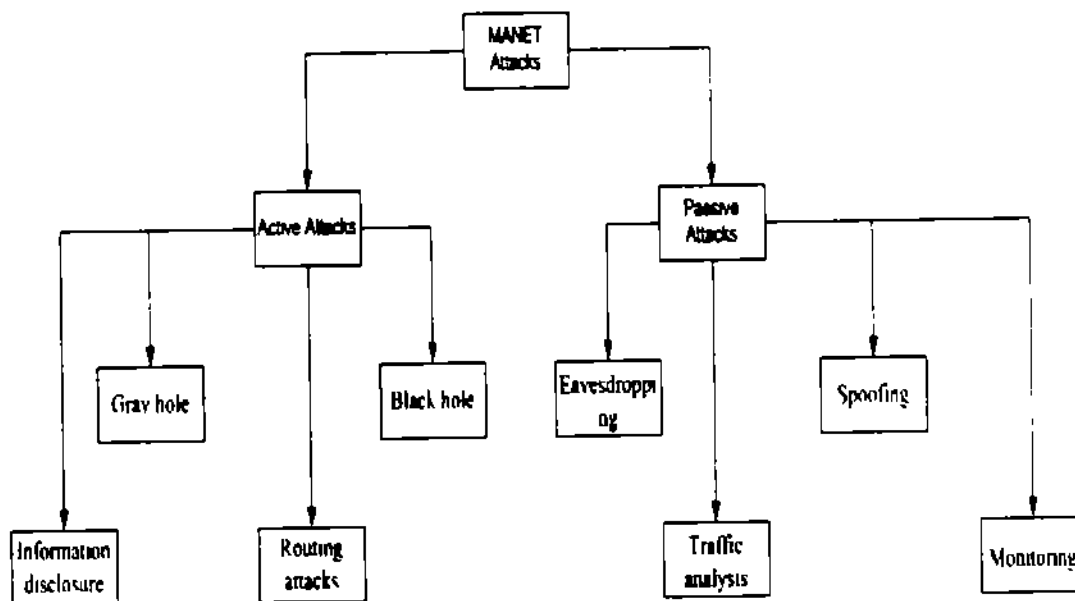 MANET
Attacks
Active Attacks
Passive
Attacks
Gray hole
Black hole
Eavesdroppi
ng
Spoofing
Information
disclosure
Routing
attacks
Traffic
analysis
Monitoring